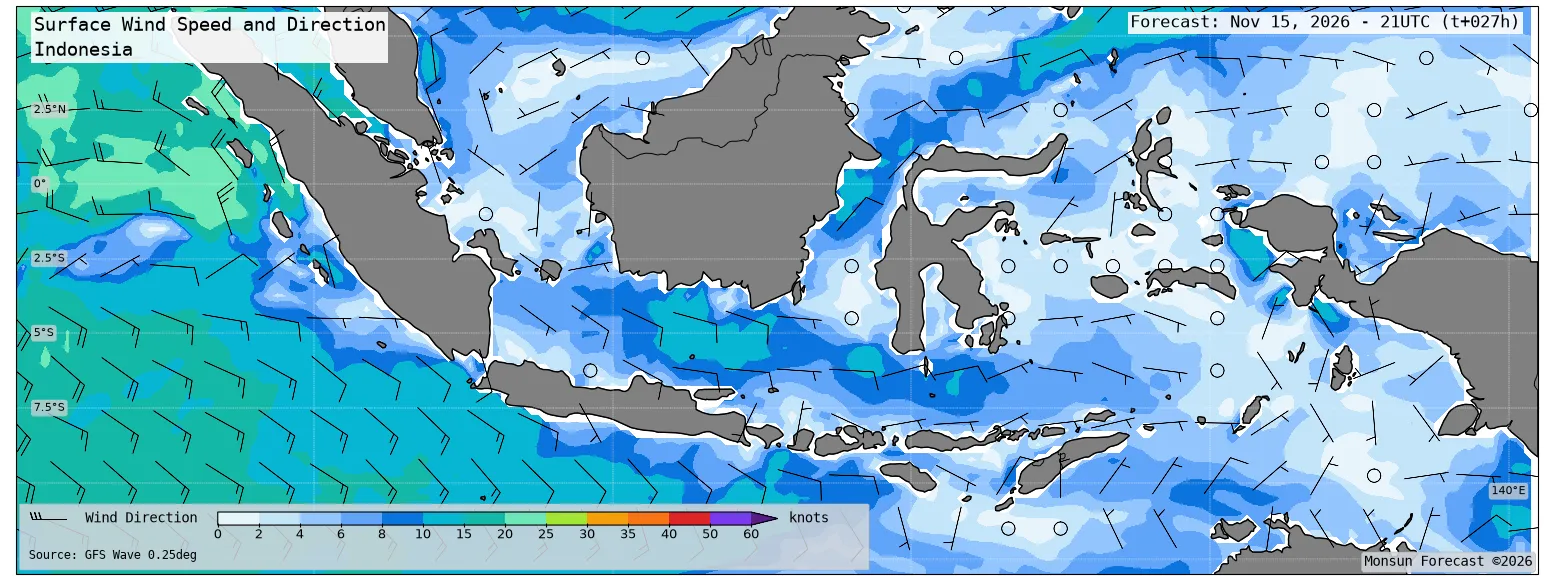 Surface Wind Speed and Direction
Indonesia
Forecast: Nov 15, 2026 - 21UTC (t+027h)
2.5°N
0°
2.5°S
5°S
7.5°S
140°E
Wind Direction
0 2 4 6 8 10 15 20 25 30 40 50 60 knots
Source: GFS Wave 0.25deg
Monsun Forecast ©2026